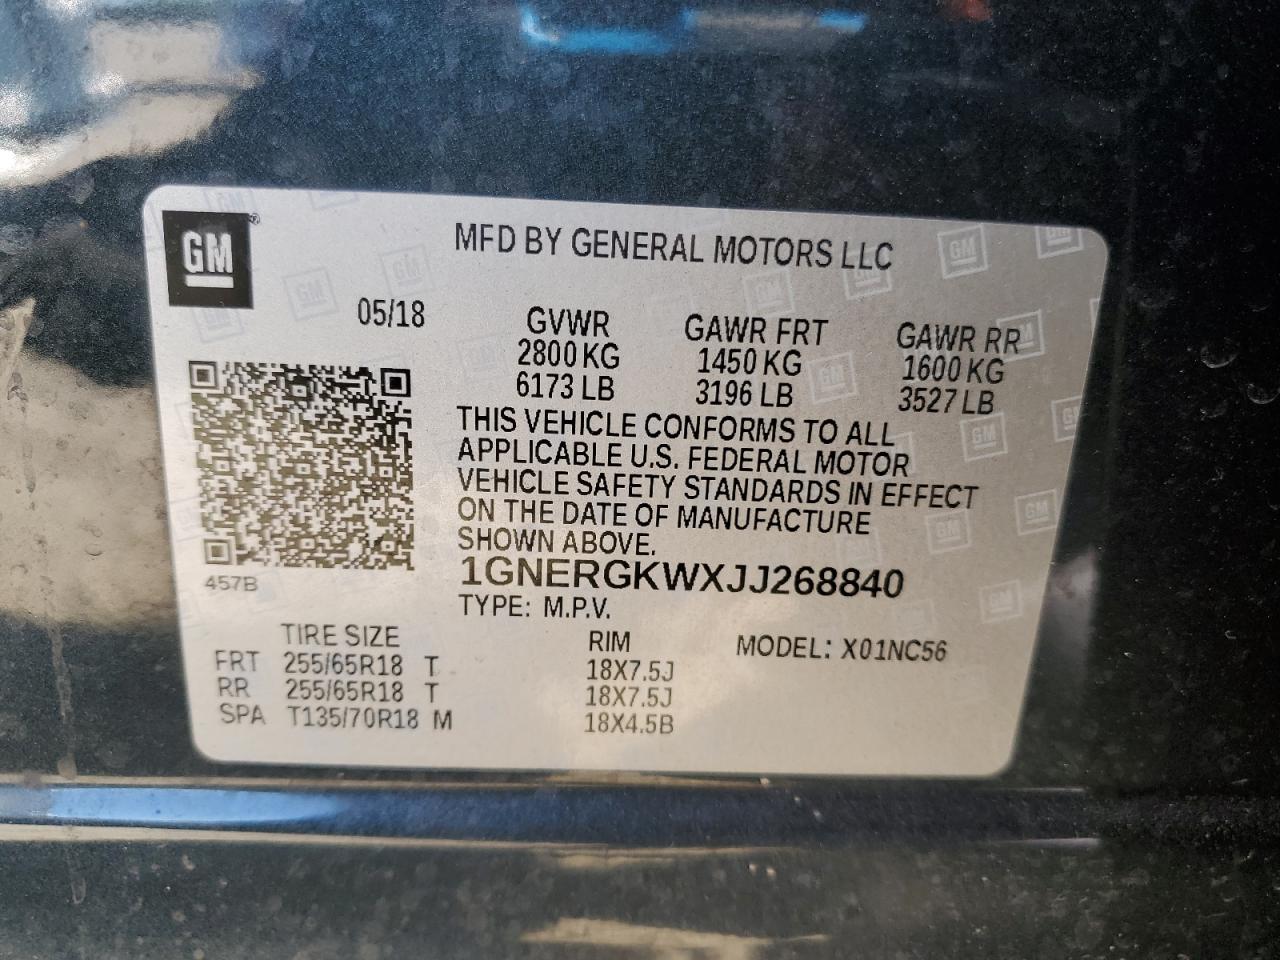 GM
MFD BY GENERAL MOTORS LLC
05/18
GVWR GAWR FRT GAWR RR
2800 KG 1450 KG 1600 KG
6173 LB 3196 LB 3527 LB
THIS VEHICLE CONFORMS TO ALL
APPLICABLE U.S. FEDERAL MOTOR
VEHICLE SAFETY STANDARDS IN EFFECT
ON THE DATE OF MANUFACTURE
SHOWN ABOVE.
457B
1GNERGKWXJJ268840
TYPE: M.P.V.
TIRE SIZE RIM MODEL: X01NC56
FRT 255/65R18 T 18X7.5J
RR 255/65R18 T 18X7.5J
SPA T135/70R18 M 18X4.5B